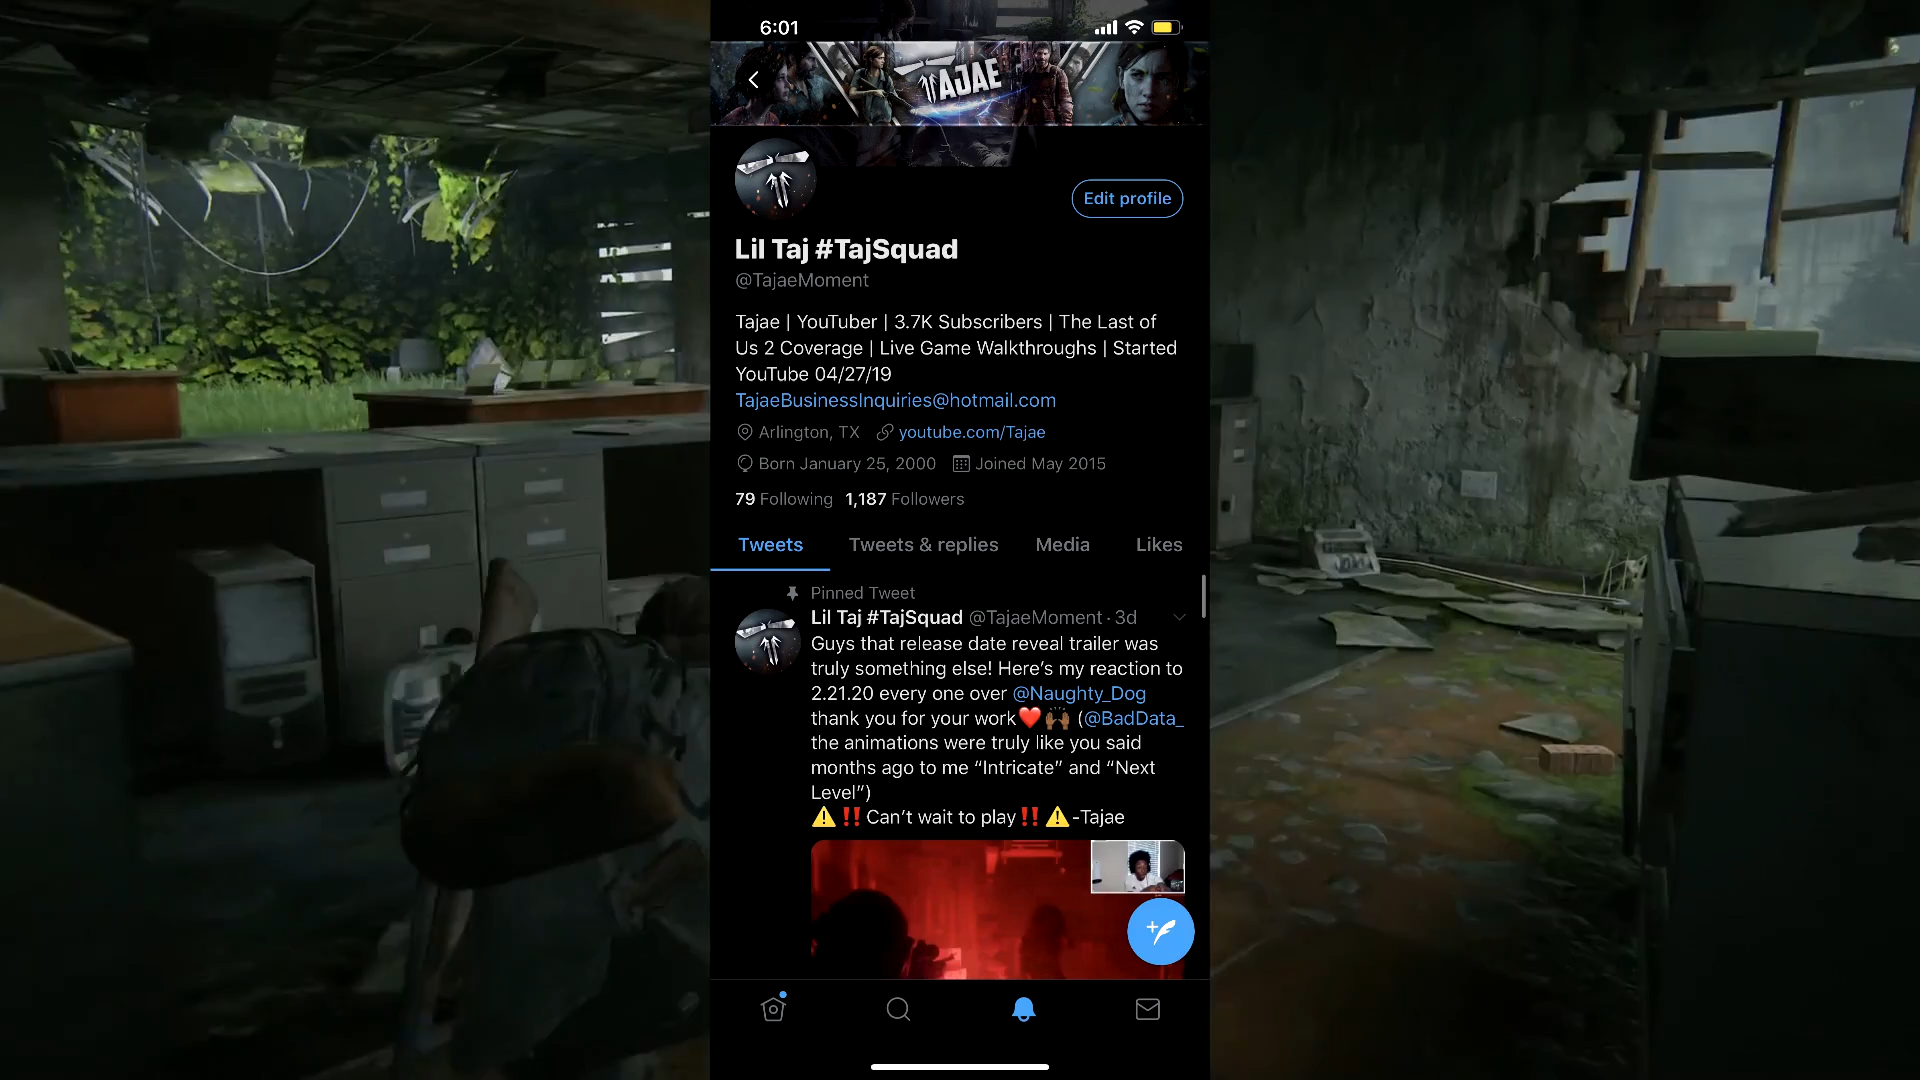 6:01
TAJAE
Edit profile
Lil Taj #TajSquad
@TajaeMoment
Tajae | YouTuber | 3.7K Subscribers | The Last of
Us 2 Coverage | Live Game Walkthroughs | Started
YouTube 04/27/19
TajaeBusinessInquiries@hotmail.com
Arlington, TX youtube.com/Tajae
Born January 25, 2000 Joined May 2015
79 Following 1,187 Followers
Tweets Tweets & replies Media Likes
Pinned Tweet
Lil Taj #TajSquad @TajaeMoment · 3d
Guys that release date reveal trailer was
truly something else! Here’s my reaction to
2.21.20 every one over @Naughty_Dog
thank you for your work❤️🙌🏾 (@BadData_
the animations were truly like you said
months ago to me “Intricate” and “Next
Level”)
⚠️‼️Can’t wait to play‼️⚠️-Tajae